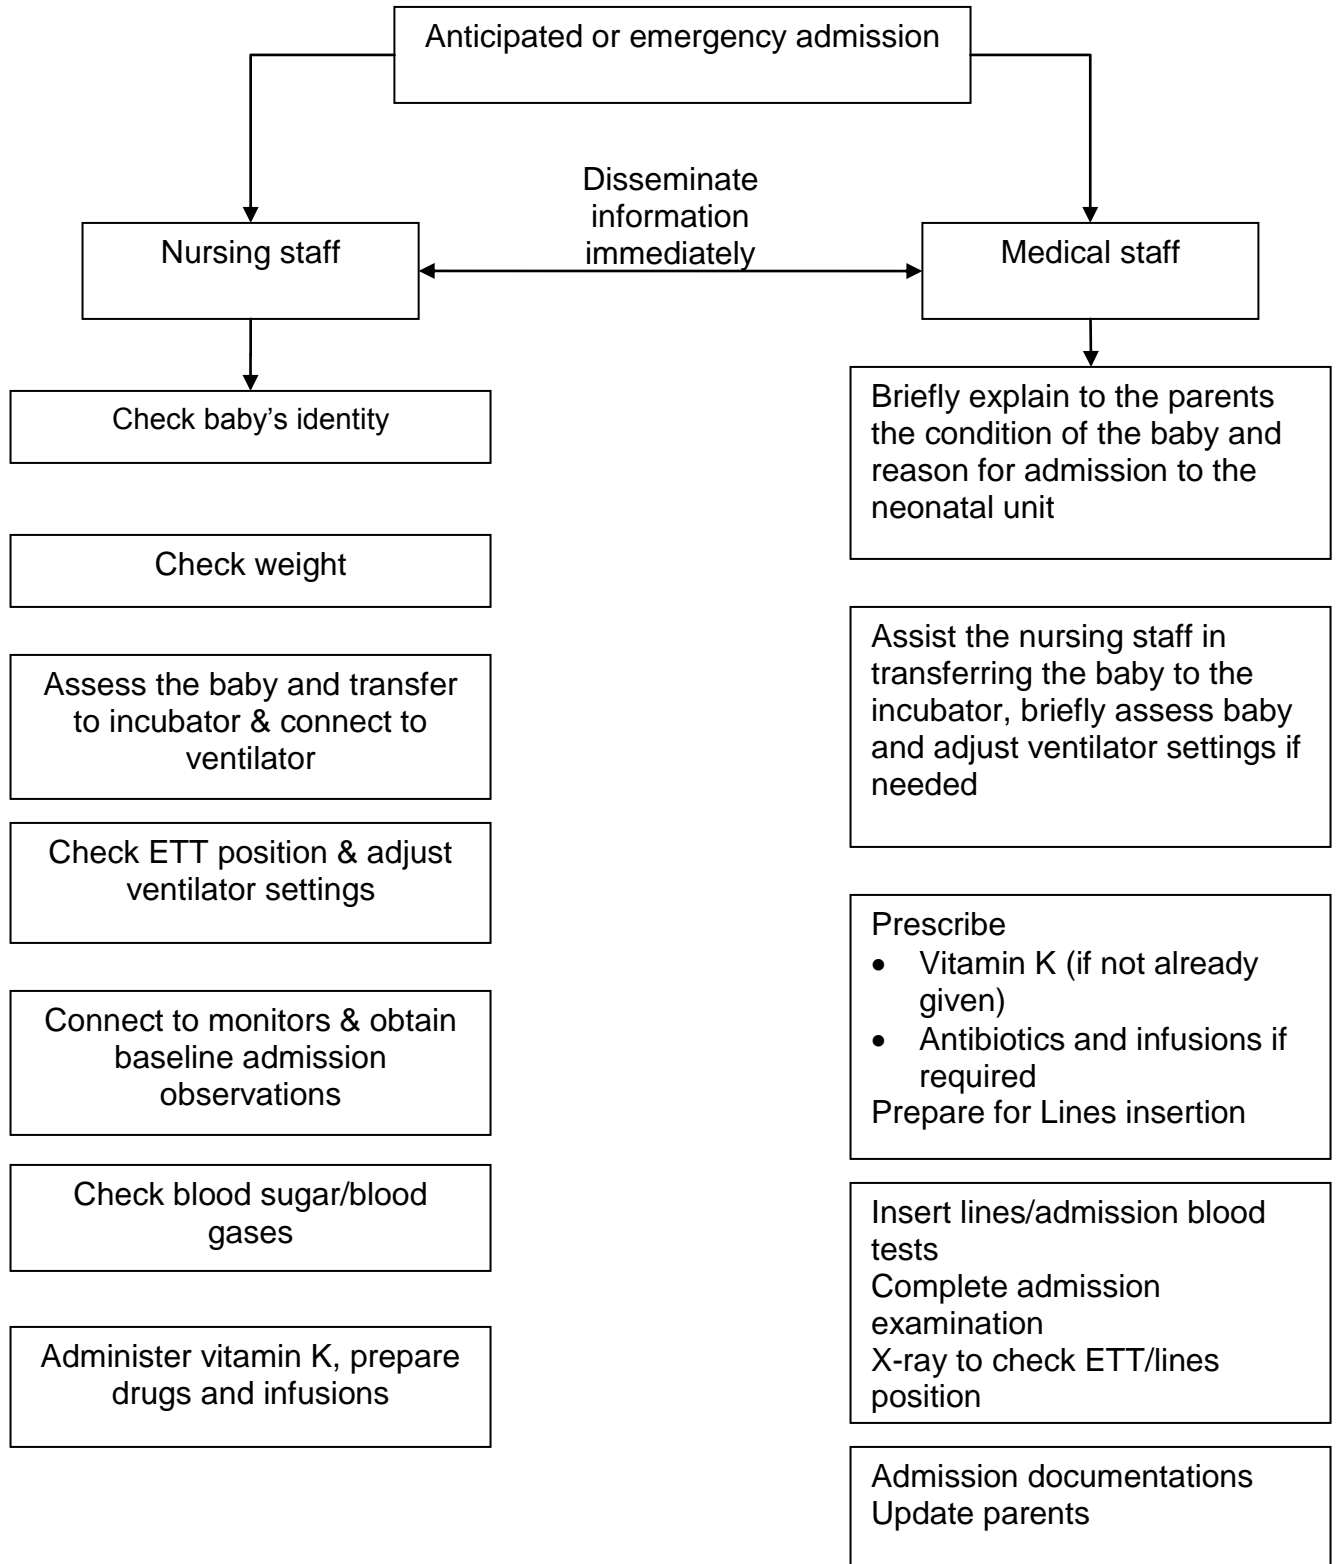 Anticipated or emergency admission
Disseminate
information
immediately
Nursing staff
Medical staff
Check baby’s identity
Check weight
Assess the baby and transfer
to incubator & connect to
ventilator
Check ETT position & adjust
ventilator settings
Connect to monitors & obtain
baseline admission
observations
Check blood sugar/blood
gases
Administer vitamin K, prepare
drugs and infusions
Briefly explain to the parents
the condition of the baby and
reason for admission to the
neonatal unit
Assist the nursing staff in
transferring the baby to the
incubator, briefly assess baby
and adjust ventilator settings if
needed
Prescribe
• Vitamin K (if not already
given)
• Antibiotics and infusions if
required
Prepare for Lines insertion
Insert lines/admission blood
tests
Complete admission
examination
X-ray to check ETT/lines
position
Admission documentations
Update parents